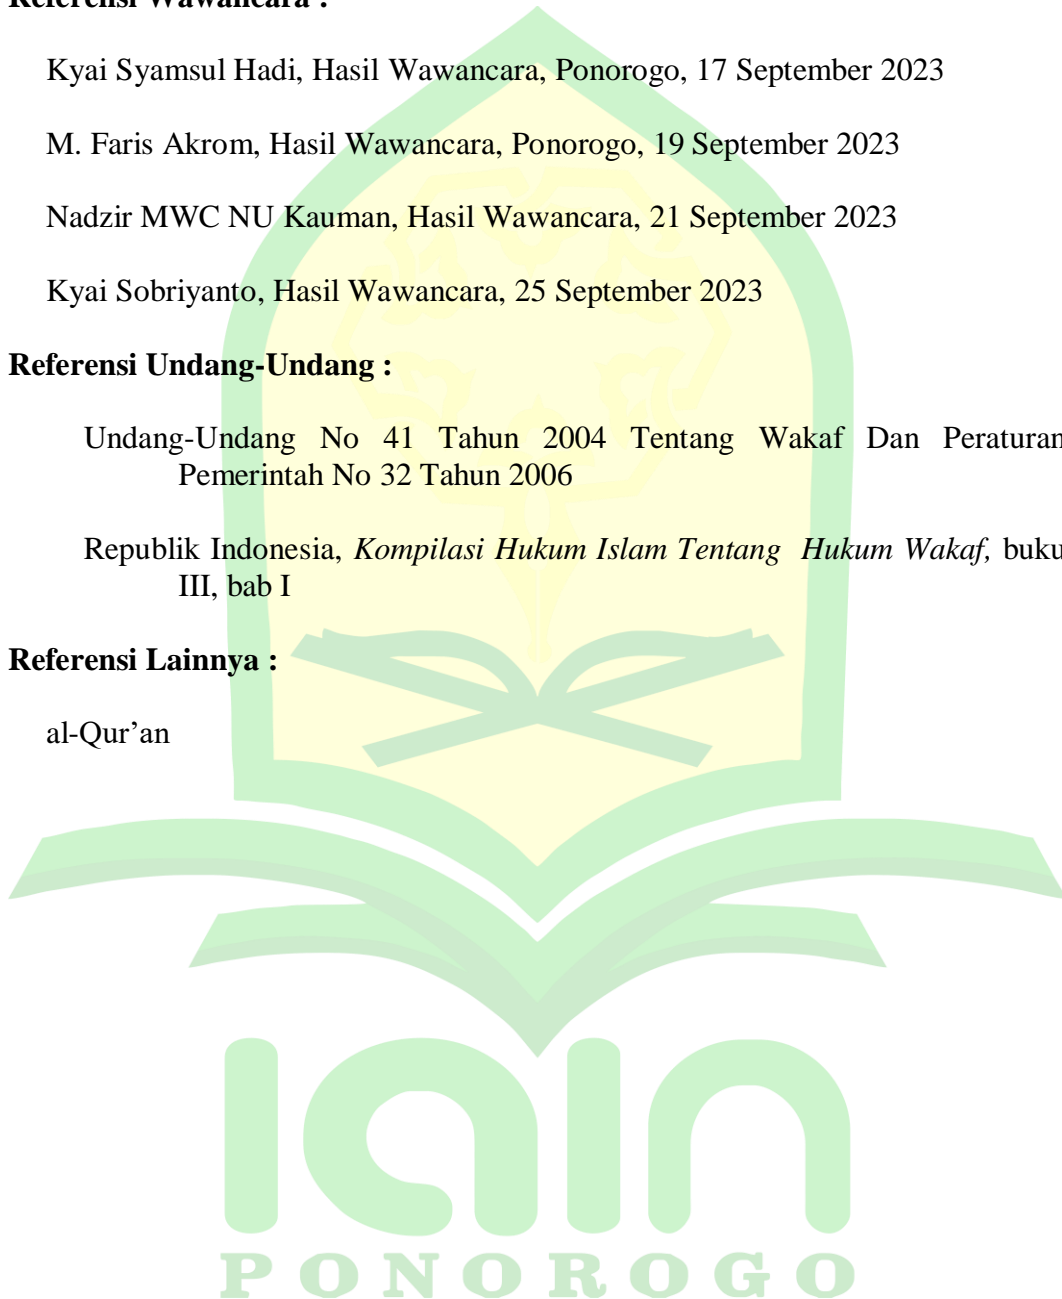 Referensi Wawancara :
Kyai Syamsul Hadi, Hasil Wawancara, Ponorogo, 17 September 2023
M. Faris Akrom, Hasil Wawancara, Ponorogo, 19 September 2023
Nadzir MWC NU Kauman, Hasil Wawancara, 21 September 2023
Kyai Sobriyanto, Hasil Wawancara, 25 September 2023
Referensi Undang-Undang :
Undang-Undang No 41 Tahun 2004 Tentang Wakaf Dan Peraturan
Pemerintah No 32 Tahun 2006
Republik Indonesia, Kompilasi Hukum Islam Tentang Hukum Wakaf, buku
III, bab I
Referensi Lainnya :
al-Qur’an
IAIN
PONOROGO